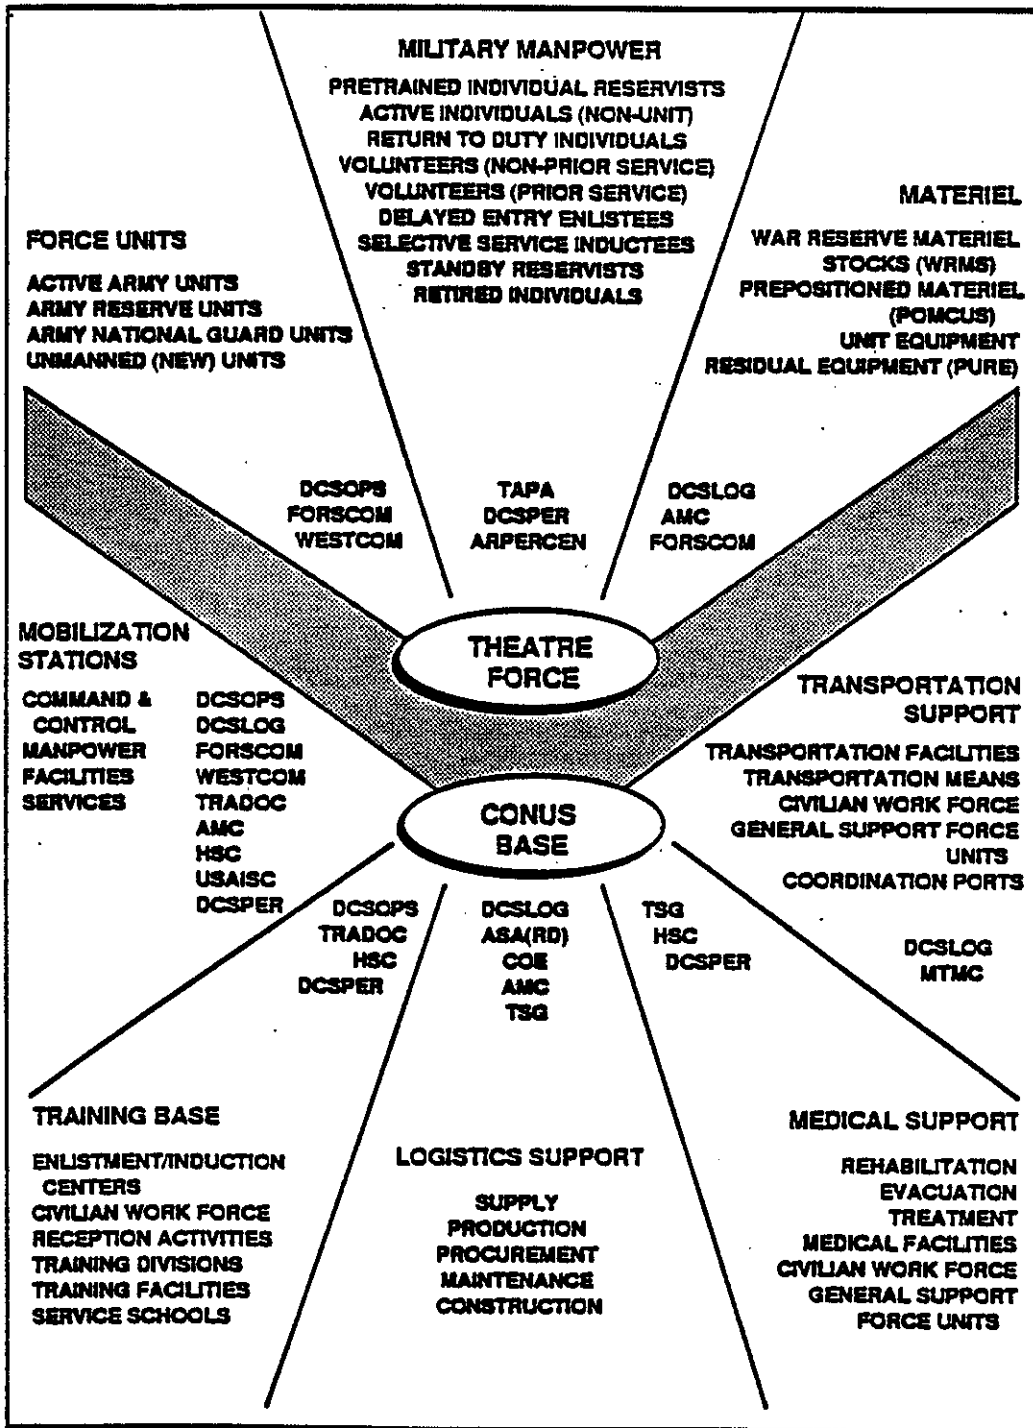 MILITARY MANPOWER
PRETRAINED INDIVIDUAL RESERVISTS
ACTIVE INDIVIDUALS (NON-UNIT)
RETURN TO DUTY INDIVIDUALS
VOLUNTEERS (NON-PRIOR SERVICE)
VOLUNTEERS (PRIOR SERVICE)
DELAYED ENTRY ENLISTEES
SELECTIVE SERVICE INDUCTEES
STANDBY RESERVISTS
RETIRED INDIVIDUALS
FORCE UNITS
ACTIVE ARMY UNITS
ARMY RESERVE UNITS
ARMY NATIONAL GUARD UNITS
UNMANNED (NEW) UNITS
MATERIEL
WAR RESERVE MATERIEL
STOCKS (WRMS)
PREPOSITIONED MATERIEL
(POMCUS)
UNIT EQUIPMENT
RESIDUAL EQUIPMENT (PURE)
DCSOPS
FORSCOM
WESTCOM
TAPA
DCSPER
ARPERCEN
DCSLOG
AMC
FORSCOM
THEATRE
FORCE
MOBILIZATION
STATIONS
COMMAND &
CONTROL
MANPOWER
FACILITIES
SERVICES
DCSOPS
DCSLOG
FORSCOM
WESTCOM
TRADOC
AMC
HSC
USAISC
DCSPER
TRANSPORTATION
SUPPORT
TRANSPORTATION FACILITIES
TRANSPORTATION MEANS
CIVILIAN WORK FORCE
GENERAL SUPPORT FORCE
UNITS
COORDINATION PORTS
DCSLOG
MTMC
CONUS
BASE
DCSOPS
TRADOC
HSC
DCSPER
DCSLOG
ASA(RD)
COE
AMC
TSG
TSG
HSC
DCSPER
TRAINING BASE
ENLISTMENT/INDUCTION
CENTERS
CIVILIAN WORK FORCE
RECEPTION ACTIVITIES
TRAINING DIVISIONS
TRAINING FACILITIES
SERVICE SCHOOLS
LOGISTICS SUPPORT
SUPPLY
PRODUCTION
PROCUREMENT
MAINTENANCE
CONSTRUCTION
MEDICAL SUPPORT
REHABILITATION
EVACUATION
TREATMENT
MEDICAL FACILITIES
CIVILIAN WORK FORCE
GENERAL SUPPORT
FORCE UNITS